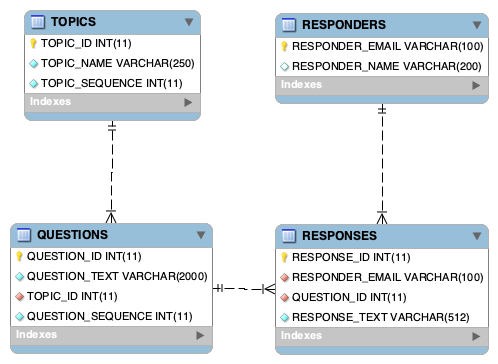 TOPICS
TOPIC_ID INT(11)
TOPIC_NAME VARCHAR(250)
TOPIC_SEQUENCE INT(11)
Indexes
RESPONDERS
RESPONDER_EMAIL VARCHAR(100)
RESPONDER_NAME VARCHAR(200)
Indexes
QUESTIONS
QUESTION_ID INT(11)
QUESTION_TEXT VARCHAR(2000)
TOPIC_ID INT(11)
QUESTION_SEQUENCE INT(11)
Indexes
RESPONSES
RESPONSE_ID INT(11)
RESPONDER_EMAIL VARCHAR(100)
QUESTION_ID INT(11)
RESPONSE_TEXT VARCHAR(512)
Indexes